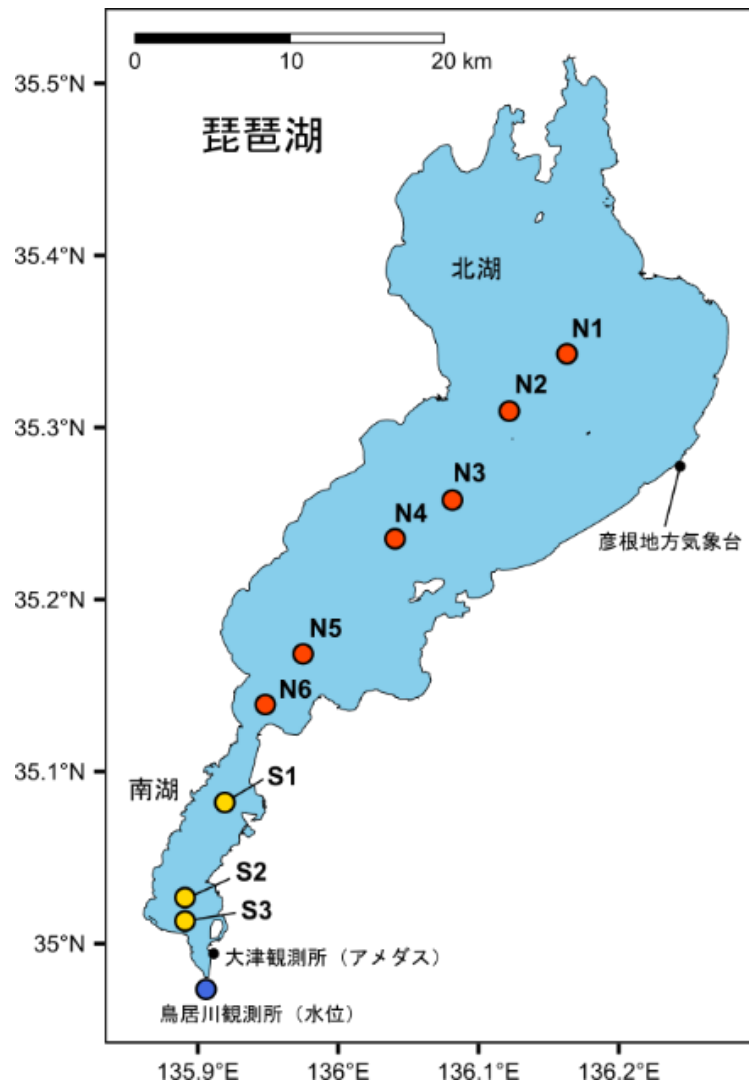 0 10 20 km
35.5°N
琵琶湖
35.4°N
北湖
N1
N2
35.3°N
N3
N4
彦根地方気象台
35.2°N
N5
N6
35.1°N
S1
南湖
S2
S3
35°N
大津観測所（アメダス）
鳥居川観測所（水位）
135.9°E 136°E 136.1°E 136.2°E